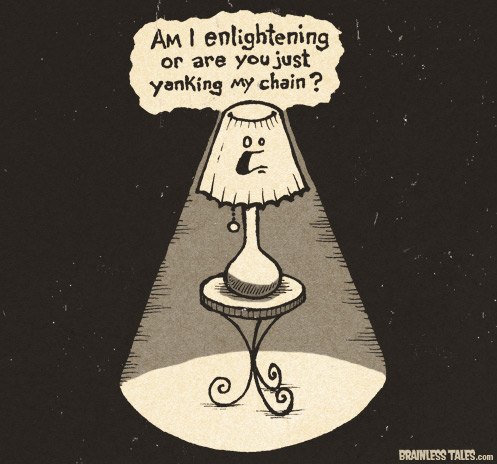 Am I enlightening
or are you just
yanking my chain?
BRAINLESS TALES.com